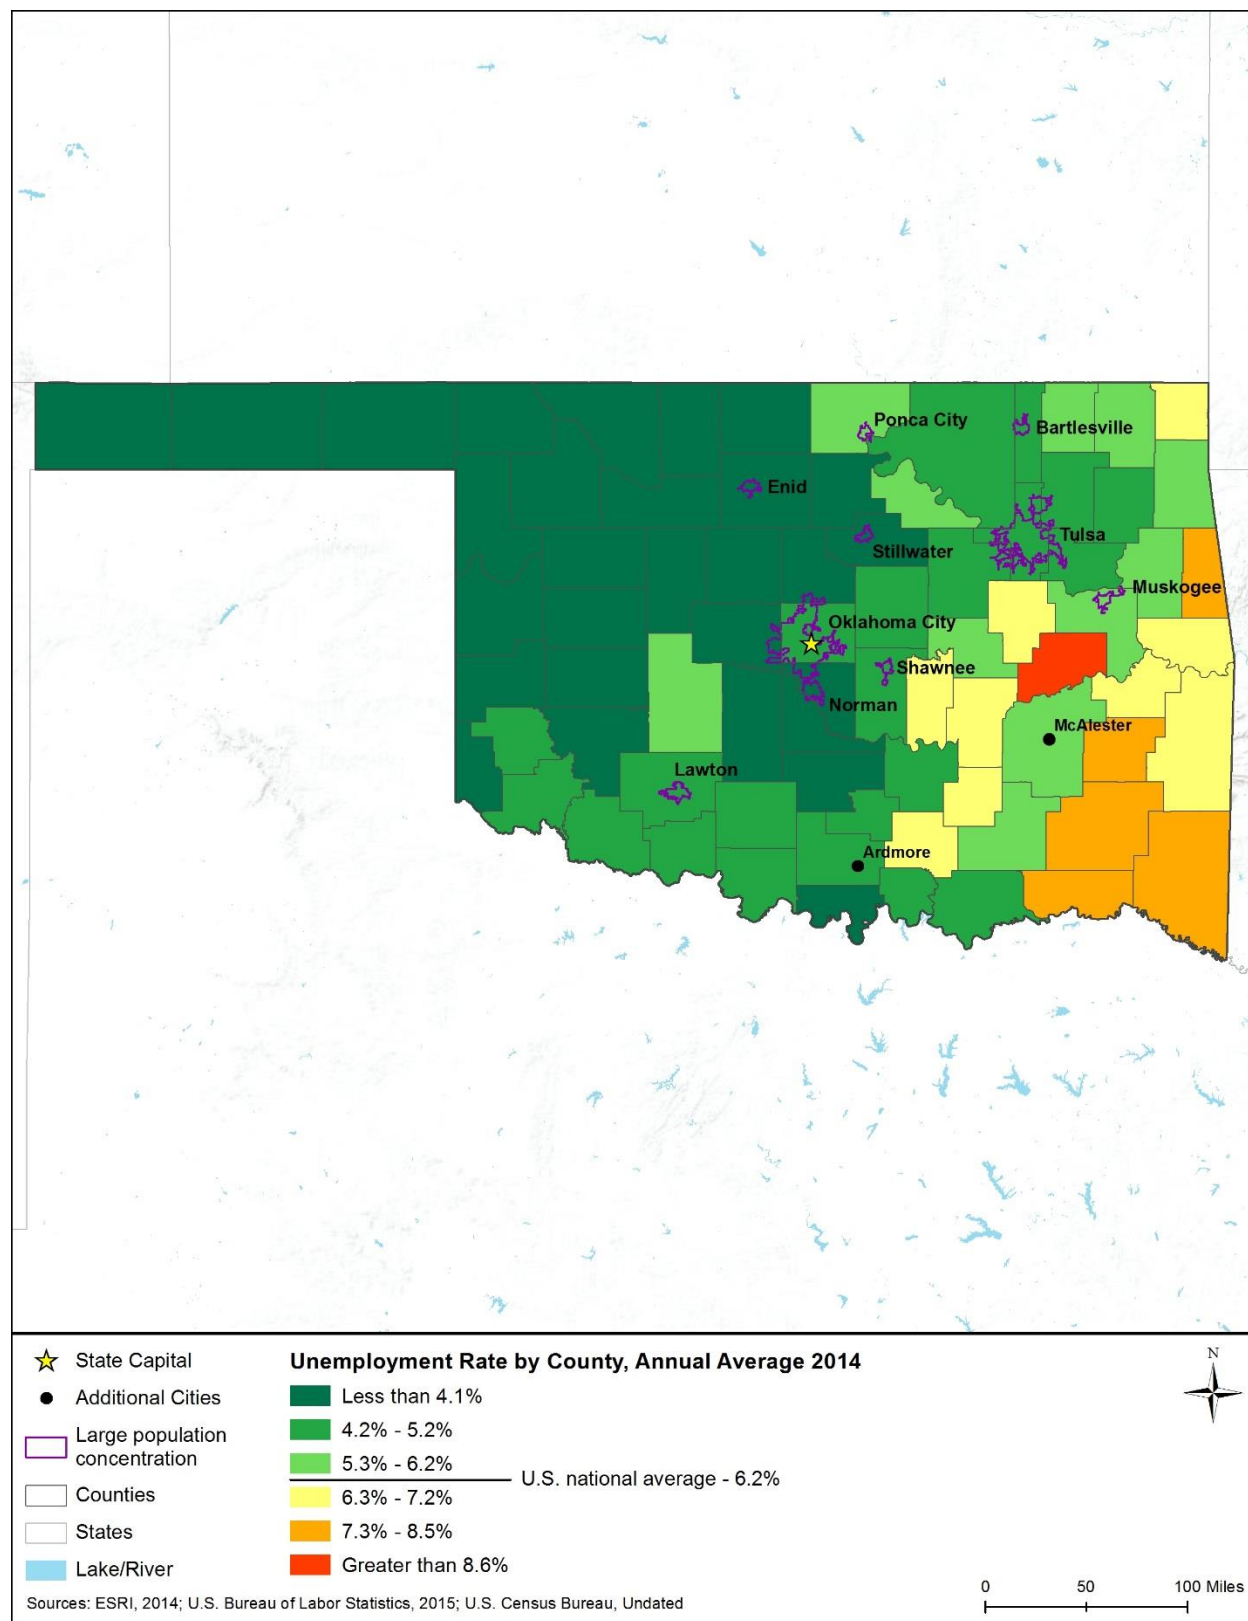 Ponca City
Bartlesville
Enid
Stillwater
Tulsa
Muskogee
Oklahoma City
Shawnee
Norman
McAlester
Lawton
Ardmore
State Capital
Additional Cities
Large population
concentration
Counties
States
Lake/River
Unemployment Rate by County, Annual Average 2014
Less than 4.1%
4.2% - 5.2%
5.3% - 6.2%
U.S. national average - 6.2%
6.3% - 7.2%
7.3% - 8.5%
Greater than 8.6%
N
Sources: ESRI, 2014; U.S. Bureau of Labor Statistics, 2015; U.S. Census Bureau, Undated
0 50 100 Miles